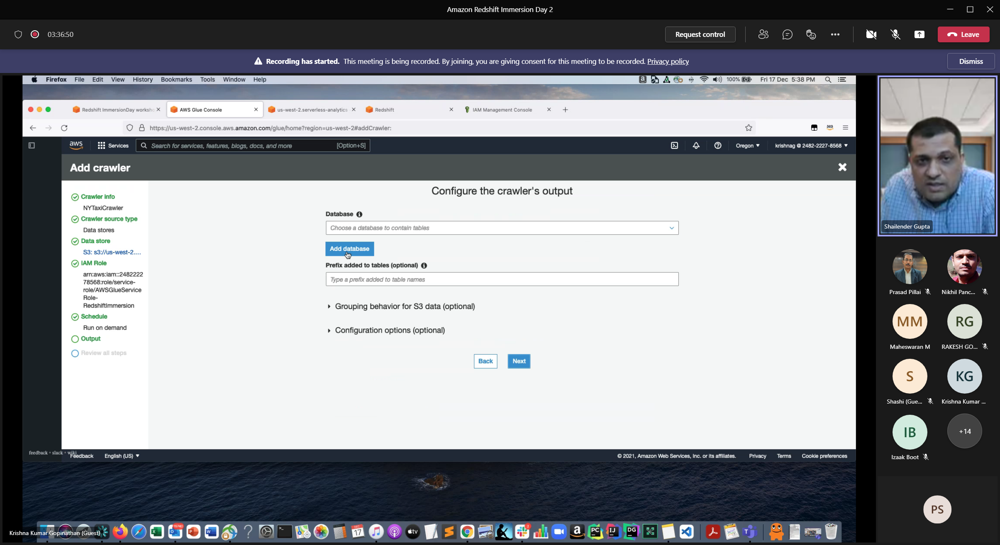 Amazon Redshift Immersion Day 2
03:36:50
Request control
Leave
Recording has started. This meeting is being recorded. By joining, you are giving consent for this meeting to be recorded. Privacy policy
Dismiss
Firefox File Edit View History Bookmarks Tools Window Help
100% Fri 17 Dec 5:38 PM
Redshift ImmersionDay worksho
AWS Glue Console
us-west-2.serverless-analytics
Redshift
IAM Management Console
https://us-west-2.console.aws.amazon.com/glue/home?region=us-west-2#addCrawler:
aws
Services
Search for services, features, blogs, docs, and more [Option+S]
Oregon
krishnag @ 2482-2227-8568
Add crawler
Crawler info
NYTaxiCrawler
Crawler source type
Data stores
Data store
S3: s3://us-west-2....
IAM Role
arn:aws:iam::2482222
78568:role/service-
role/AWSGlueService
Role-
RedshiftImmersion
Schedule
Run on demand
Output
Review all steps
Configure the crawler's output
Database
Choose a database to contain tables
Add database
Prefix added to tables (optional)
Type a prefix added to table names
Grouping behavior for S3 data (optional)
Configuration options (optional)
Back
Next
feedback • slack • wiki
Feedback
English (US)
© 2021, Amazon Web Services, Inc. or its affiliates.
Privacy
Terms
Cookie preferences
Shailender Gupta
Prasad Pillai
Nikhil Panc...
MM
RG
Maheswaran M
RAKESH GO...
S
KG
Shashi (Gue...
Krishna Kumar ...
IB
+14
Izaak Boot
PS
Krishna Kumar Gopinathan (Guest)
15740
DEC
17
tv
2
PC
IJ
DG